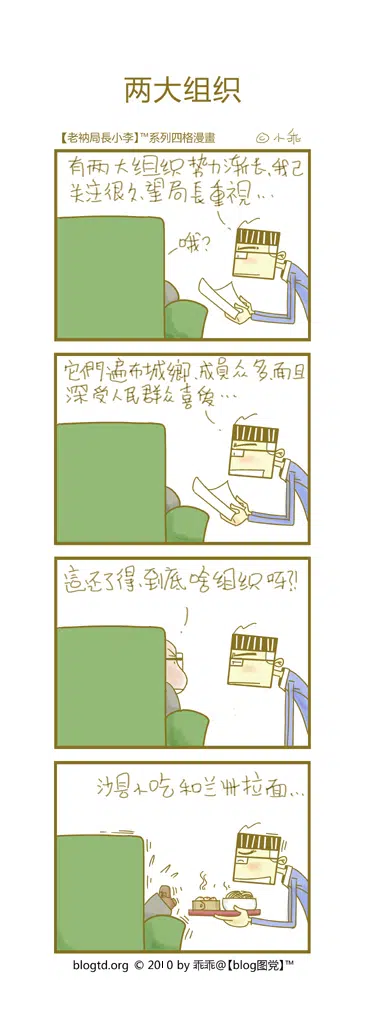 两大组织
【老衲局長小李】™系列四格漫畫 ©小乖
有两大组织势力渐长、我已
关注很久、望局長重視…
哦?
它們遍布城鄉、成員众多、而且
深受人民群众喜爱…
這还了得、到底啥组织呀?!
沙县小吃和兰州拉面…
blogtd.org © 2010 by 乖乖@【blog图党】™